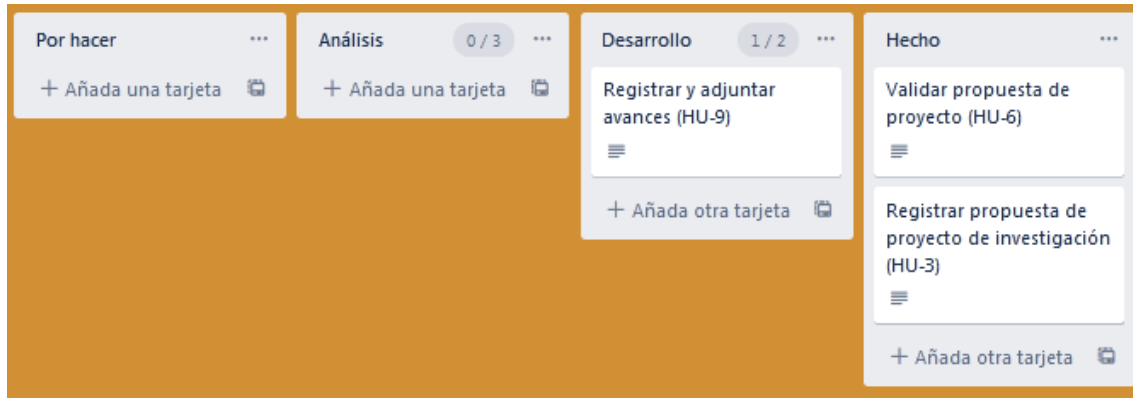 Por hacer
+ Añada una tarjeta
Análisis
0 / 3
+ Añada una tarjeta
Desarrollo
1 / 2
Registrar y adjuntar
avances (HU-9)
+ Añada otra tarjeta
Hecho
Validar propuesta de
proyecto (HU-6)
Registrar propuesta de
proyecto de investigación
(HU-3)
+ Añada otra tarjeta